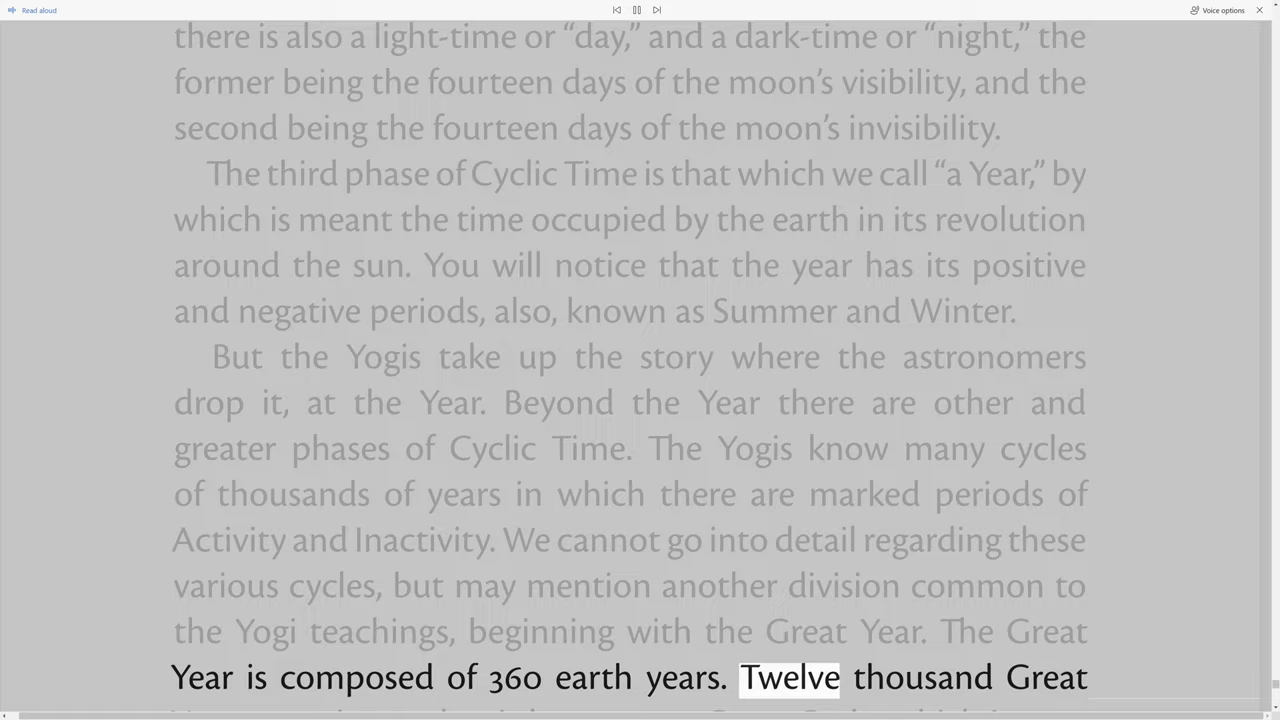 Read aloud
Voice options
there is also a light-time or “day,” and a dark-time or “night,” the
former being the fourteen days of the moon’s visibility, and the
second being the fourteen days of the moon’s invisibility.
The third phase of Cyclic Time is that which we call “a Year,” by
which is meant the time occupied by the earth in its revolution
around the sun. You will notice that the year has its positive
and negative periods, also, known as Summer and Winter.
But the Yogis take up the story where the astronomers
drop it, at the Year. Beyond the Year there are other and
greater phases of Cyclic Time. The Yogis know many cycles
of thousands of years in which there are marked periods of
Activity and Inactivity. We cannot go into detail regarding these
various cycles, but may mention another division common to
the Yogi teachings, beginning with the Great Year. The Great
Year is composed of 360 earth years. Twelve thousand Great